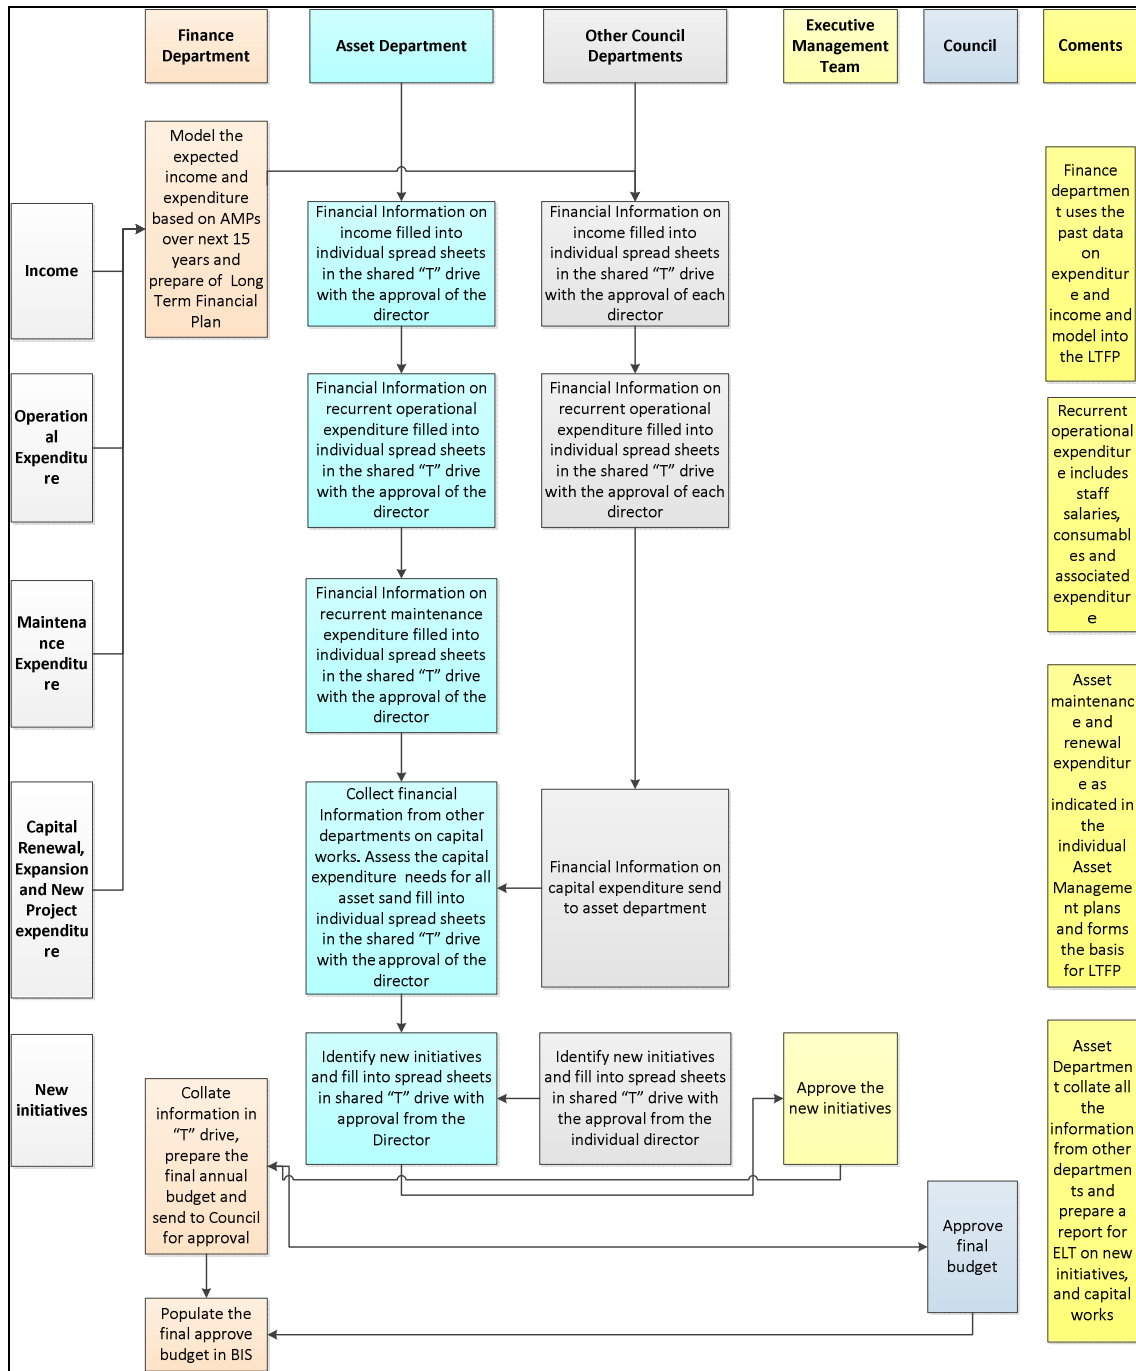 Finance
Department
Asset Department
Other Council
Departments
Executive
Management
Team
Council
Coments
Model the
expected
income and
expenditure
based on AMPs
over next 15
years and
prepare of Long
Term Financial
Plan
Income
Financial Information on
income filled into
individual spread sheets
in the shared “T” drive
with the approval of the
director
Financial Information on
income filled into
individual spread sheets
in the shared “T” drive
with the approval of each
director
Finance
departmen
t uses the
past data
on
expenditur
e and
income and
model into
the LTFP
Operation
al
Expenditu
re
Financial Information on
recurrent operational
expenditure filled into
individual spread sheets
in the shared “T” drive
with the approval of the
director
Financial Information on
recurrent operational
expenditure filled into
individual spread sheets
in the shared “T” drive
with the approval of each
director
Recurrent
operational
expenditur
e includes
staff
salaries,
consumabl
es and
associated
expenditur
e
Maintena
nce
Expenditu
re
Financial Information on
recurrent maintenance
expenditure filled into
individual spread sheets
in the shared “T” drive
with the approval of the
director
Asset
maintenanc
e and
renewal
expenditur
e as
indicated in
the
individual
Asset
Manageme
nt plans
and forms
the basis
for LTFP
Capital
Renewal,
Expansion
and New
Project
expenditu
re
Collect financial
Information from other
departments on capital
works. Assess the capital
expenditure needs for all
asset sand fill into
individual spread sheets
in the shared “T” drive
with the approval of the
director
Financial Information on
capital expenditure send
to asset department
New
initiatives
Identify new initiatives
and fill into spread sheets
in shared “T” drive with
approval from the
Director
Identify new initiatives
and fill into spread sheets
in shared “T” drive with
the approval from the
individual director
Approve the
new initiatives
Asset
Departmen
t collate all
the
information
from other
departmen
ts and
prepare a
report for
ELT on new
initiatives,
and capital
works
Collate
information in
“T” drive,
prepare the
final annual
budget and
send to Council
for approval
Approve
final
budget
Populate the
final approve
budget in BIS